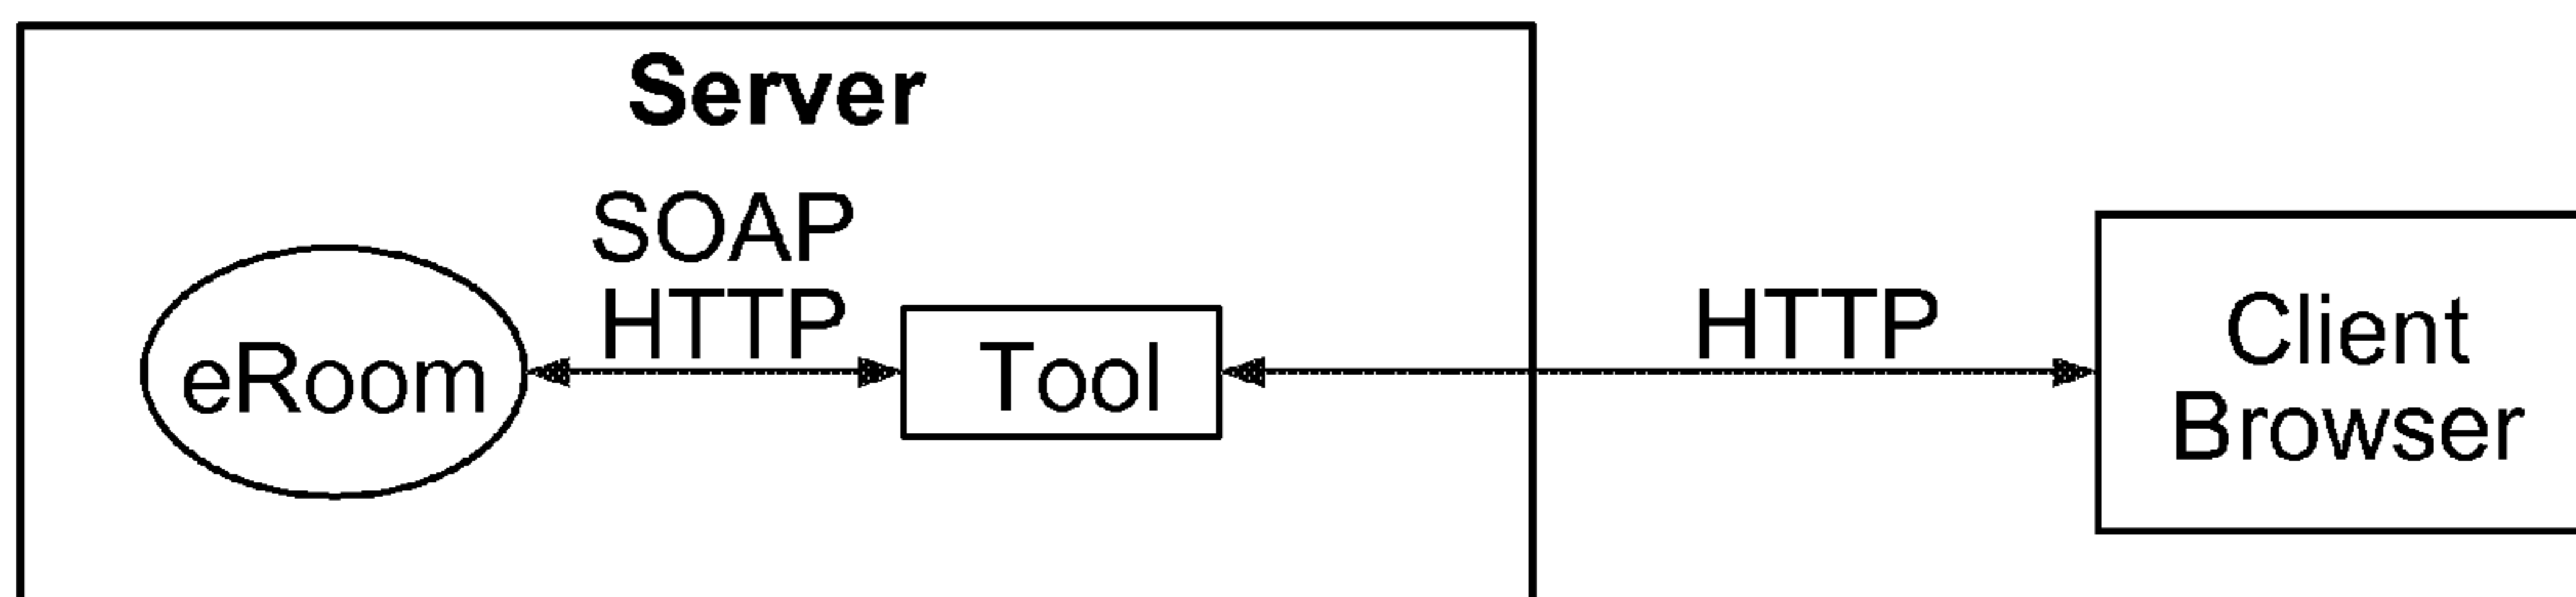 Server
SOAP
HTTP
eRoom
Tool
HTTP
Client
Browser